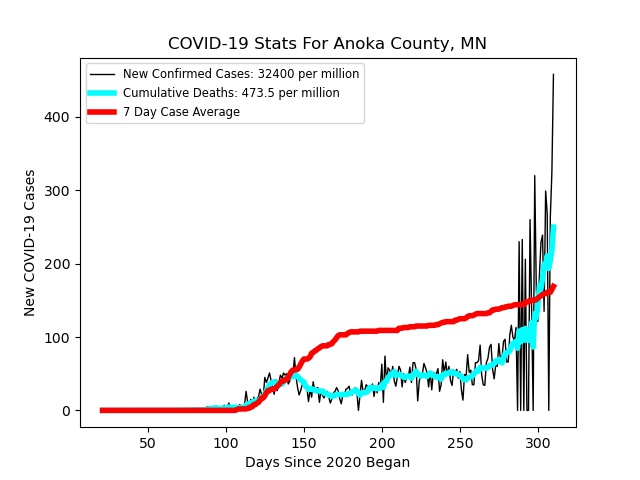 COVID-19 Stats For Anoka County, MN
New Confirmed Cases: 32400 per million
Cumulative Deaths: 473.5 per million
7 Day Case Average
New COVID-19 Cases
400
300
200
100
0
50 100 150 200 250 300
Days Since 2020 Began